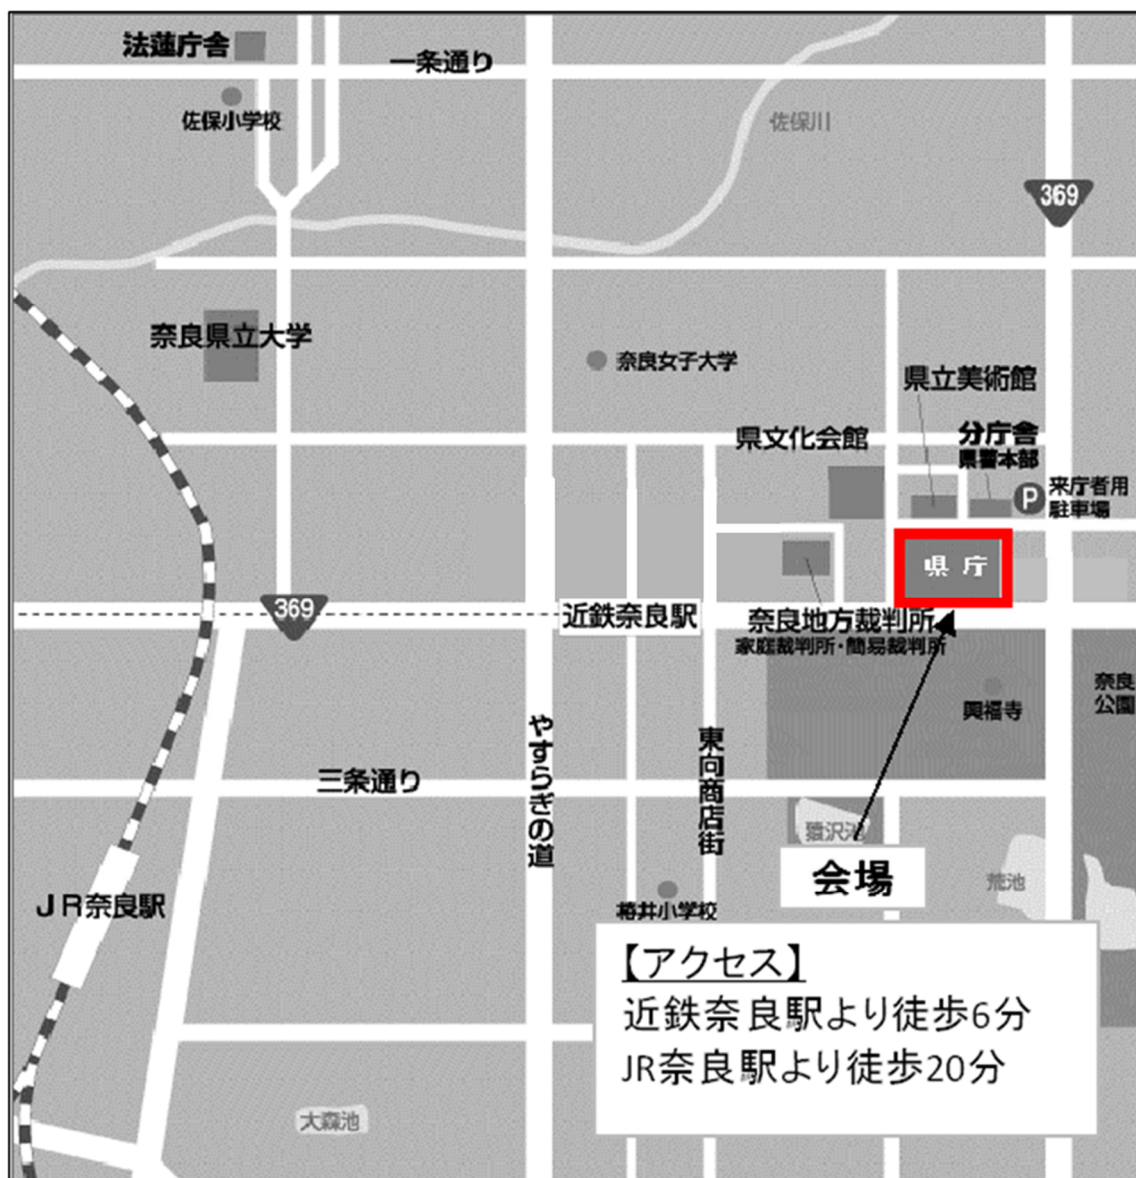 法蓮庁舎
一条通り
佐保小学校
佐保川
369
奈良県立大学
奈良女子大学
県立美術館
県文化会館
分庁舎
県警本部
P
来庁者用
駐車場
県庁
369
近鉄奈良駅
奈良地方裁判所
家庭裁判所・簡易裁判所
興福寺
奈良
公園
やすらぎの道
東向商店街
三条通り
猿沢池
会場
荒池
JR奈良駅
椿井小学校
【アクセス】
近鉄奈良駅より徒歩6分
JR奈良駅より徒歩20分
大森池